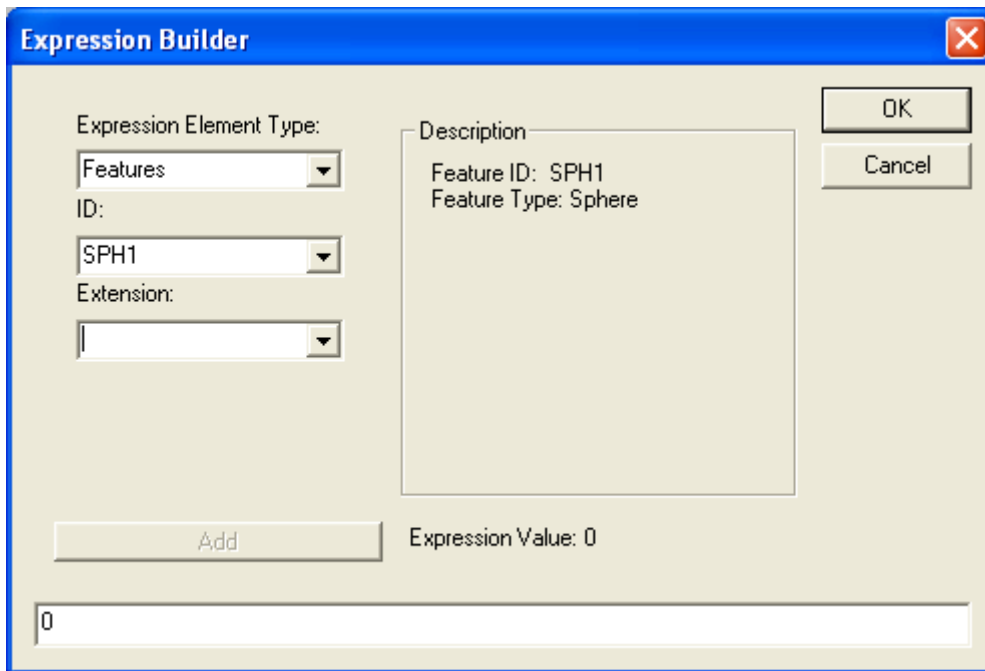 Expression Builder
Expression Element Type:
Features
ID:
SPH1
Extension:
Description
Feature ID: SPH1
Feature Type: Sphere
OK
Cancel
Add
Expression Value: 0
0